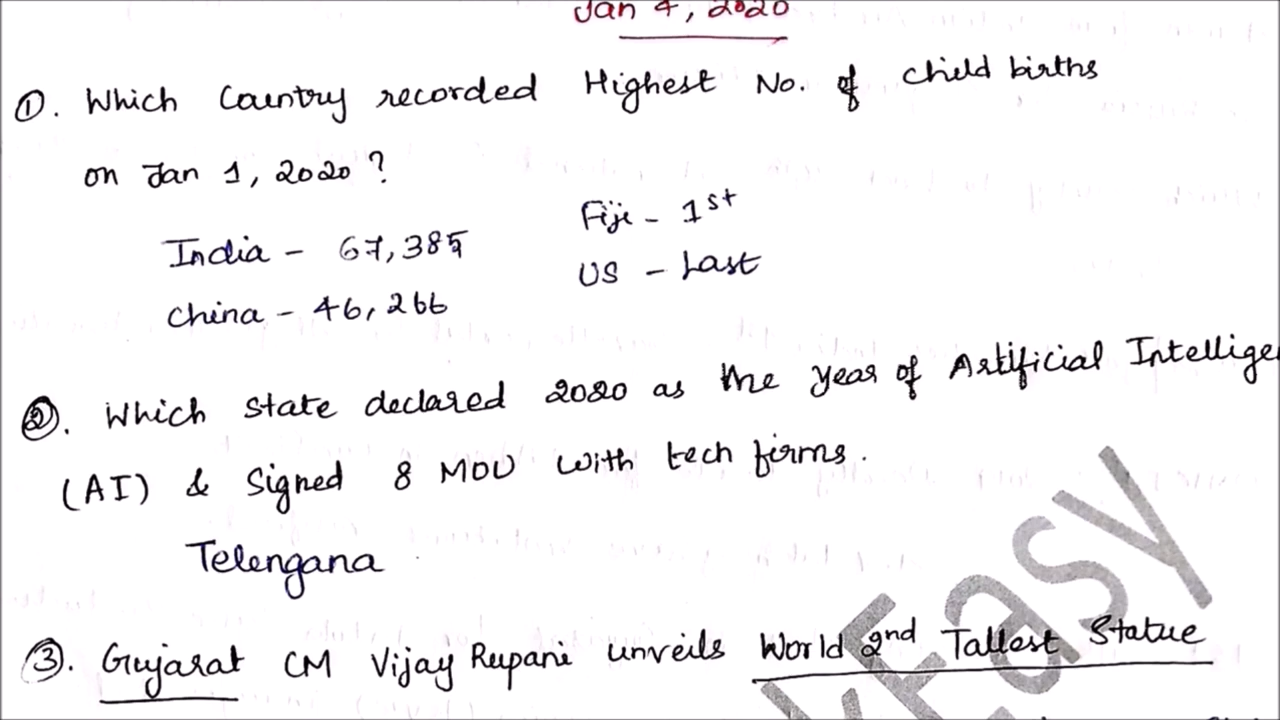 Jan 4, 2020
①. Which Country recorded Highest No. of child births
on Jan 1, 2020 ?
India - 67,385
Fiji - 1st
China - 46,266
US - Last
②. Which State declared 2020 as the year of Artificial
(AI) & Signed 8 MOU with tech firms.
Telengana
③. Gujarat CM Vijay Rupani unveils World 2nd Tallest Statue
Easy